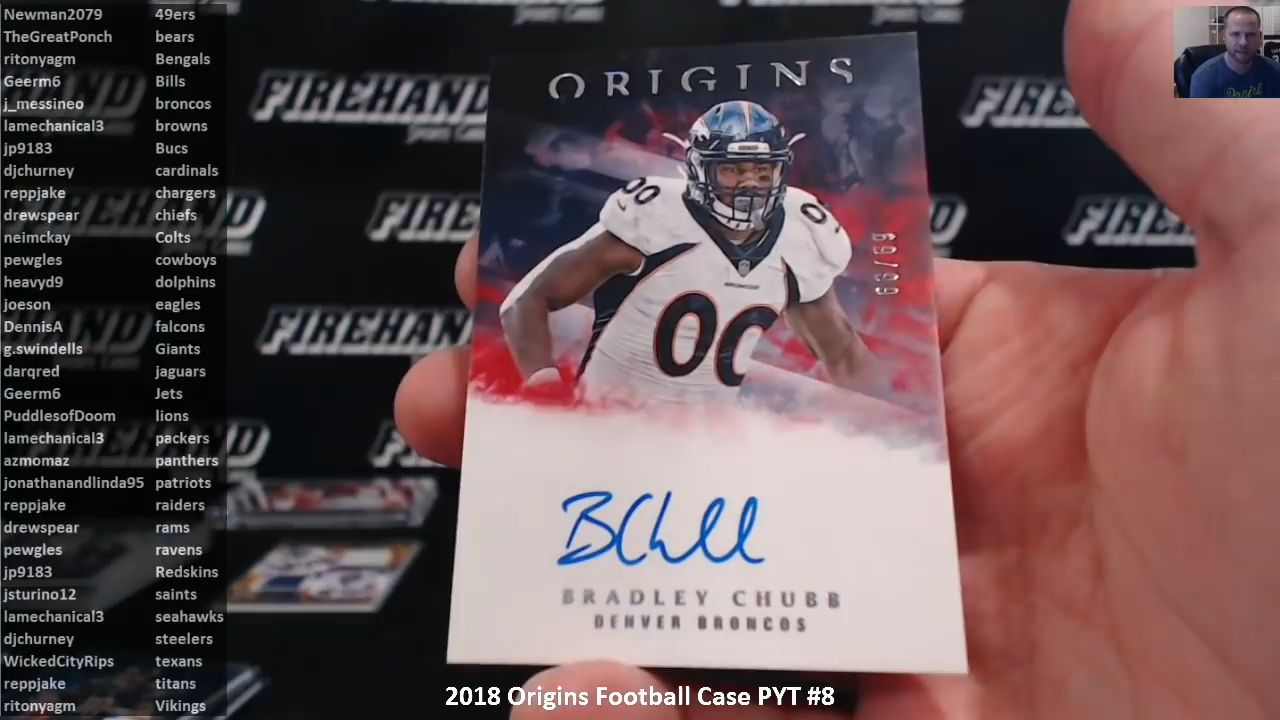 Newman2079 49ers
TheGreatPonch bears
ritonyagm Bengals
Geerm6 Bills
j_messineo broncos
lamechanical3 browns
jp9183 Bucs
djchurney cardinals
reppjake chargers
drewspear chiefs
neimckay Colts
pewgles cowboys
heavyd9 dolphins
joeson eagles
DennisA falcons
g.swindells Giants
darqred jaguars
Geerm6 Jets
PuddlesofDoom lions
lamechanical3 packers
azmomaz panthers
jonathanandlinda95 patriots
reppjake raiders
drewspear rams
pewgles ravens
jp9183 Redskins
jsturino12 saints
lamechanical3 seahawks
djchurney steelers
WickedCityRips texans
reppjake titans
ritonyagm Vikings
FIREHAND
FIREHAND
ORIGINS
00
00
69/99
BRADLEY CHUBB
DENVER BRONCOS
2018 Origins Football Case PYT #8